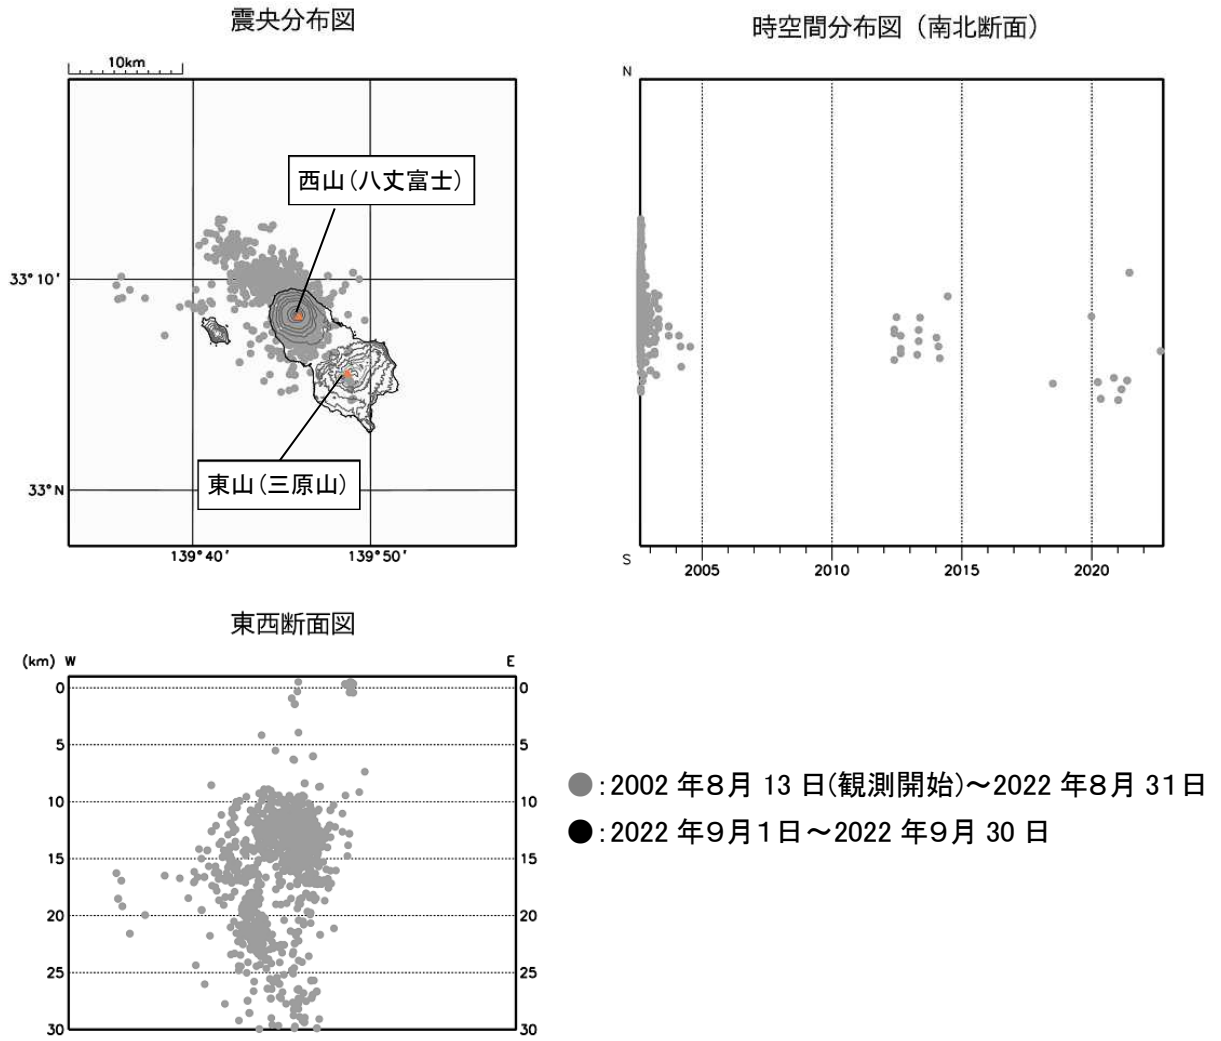 震央分布図
10km
西山(八丈富士)
33°10′
東山(三原山)
33°N
139°40′
139°50′
時空間分布図(南北断面)
N
S
2005
2010
2015
2020
東西断面図
(km) W
E
0
0
5
5
10
10
15
15
20
20
25
25
30
30
●:2002 年8月 13 日(観測開始)~2022 年8月 31日
●:2022 年9月1日~2022 年9月 30 日